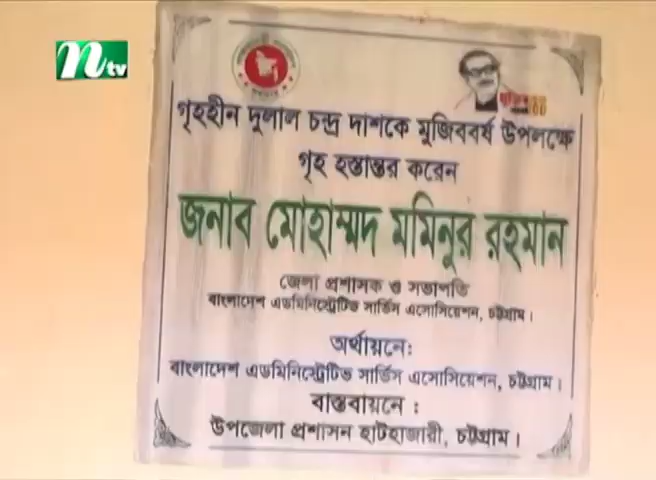 ntv
গৃহহীন দুলাল চন্দ্র দাশকে মুজিববর্ষ উপলক্ষে
গৃহ হস্তান্তর করেন
জনাব মোহাম্মদ মমিনুর রহমান
জেলা প্রশাসক ও সভাপতি
বাংলাদেশ এডমিনিস্ট্রেটিভ সার্ভিস এসোসিয়েশন, চট্টগ্রাম।
অর্থায়নে:
বাংলাদেশ এডমিনিস্ট্রেটিভ সার্ভিস এসোসিয়েশন, চট্টগ্রাম।
বাস্তবায়নে :
উপজেলা প্রশাসন হাটহাজারী, চট্টগ্রাম।